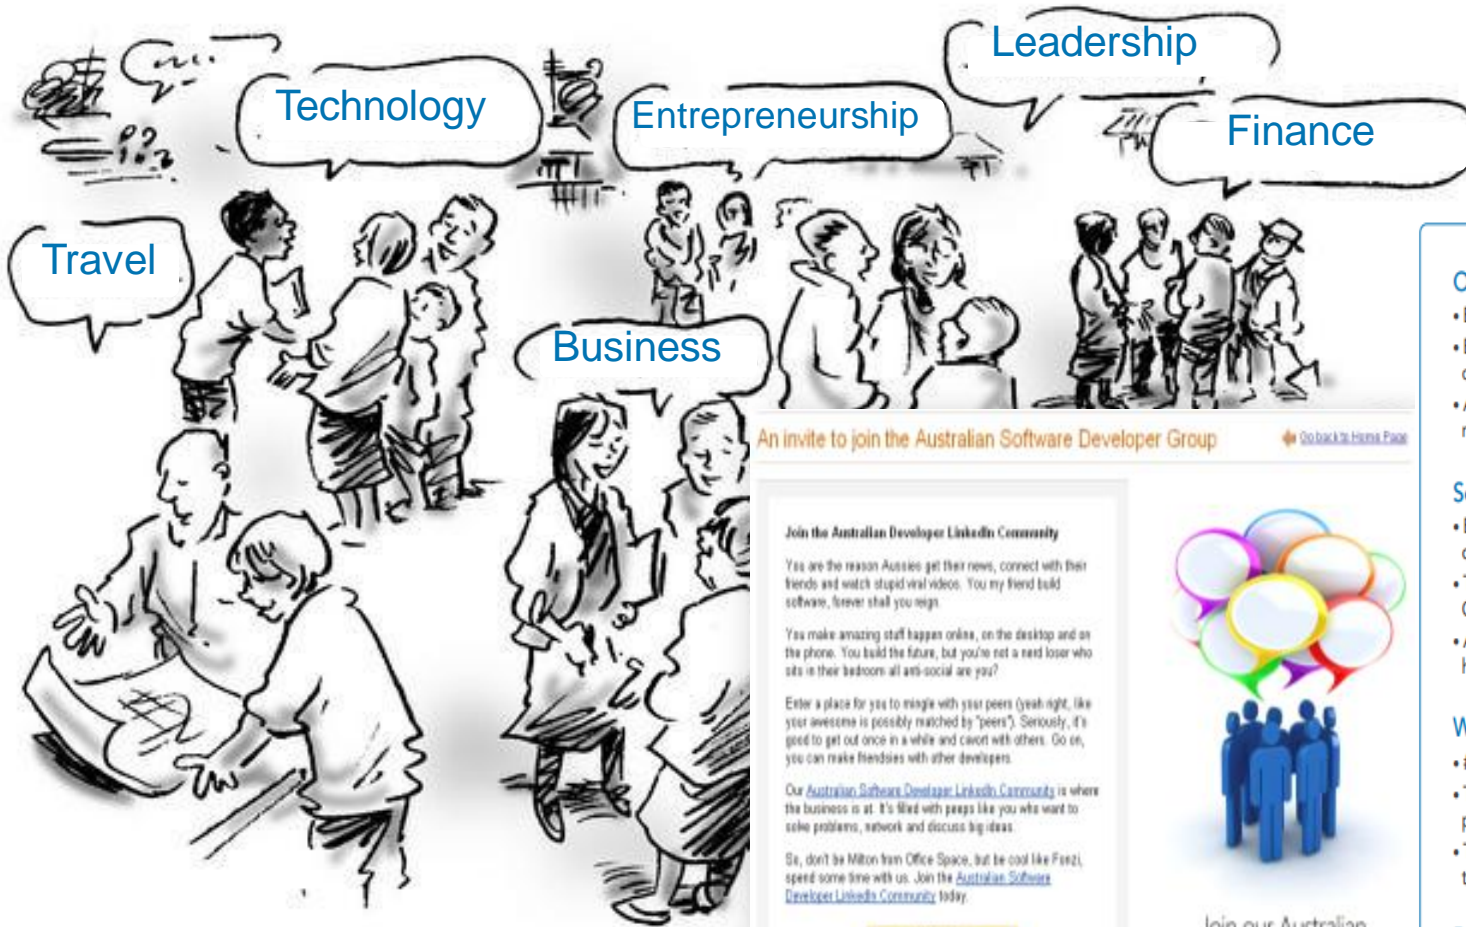 Leadership
Technology
Entrepreneurship
Finance
Travel
Business
An invite to join the Australian Software Developer Group
Go back to Home Page
Join the Australian Developer LinkedIn Community
You are the reason Aussies get their news, connect with their
friends and watch stupid viral videos. You my friend build
software, forever shall you reign.
You make amazing stuff happen online, on the desktop and on
the phone. You build the future, but you're not a nerd loser who
sits in their bedroom all anti-social are you?
Enter a place for you to mingle with your peers (yeah right, like
your awesome is possibly matched by "peers"). Seriously, it's
good to get out once in a while and cavort with others. Go on,
you can make friendsies with other developers.
Our Australian Software Developer LinkedIn Community is where
the business is at. It's filled with peeps like you who want to
solve problems, network and discuss big ideas.
So, don't be Milton from Office Space, but be cool like Fonzi,
spend some time with us. Join the Australian Software
Developer LinkedIn Community today.
Join our Australian